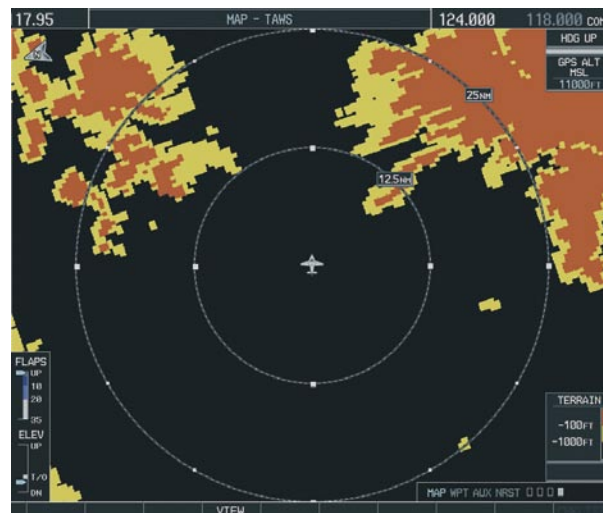 17.95 MAP - TAWS 124.000 118.000 COM
HDG UP
GPS ALT
MSL
11000FT
25NM
12.5NM
FLAPS
UP
10
20
35
ELEV
UP
T/O
DN
TERRAIN
-100FT
-1000FT
MAP WPT AUX NRST
VIEW